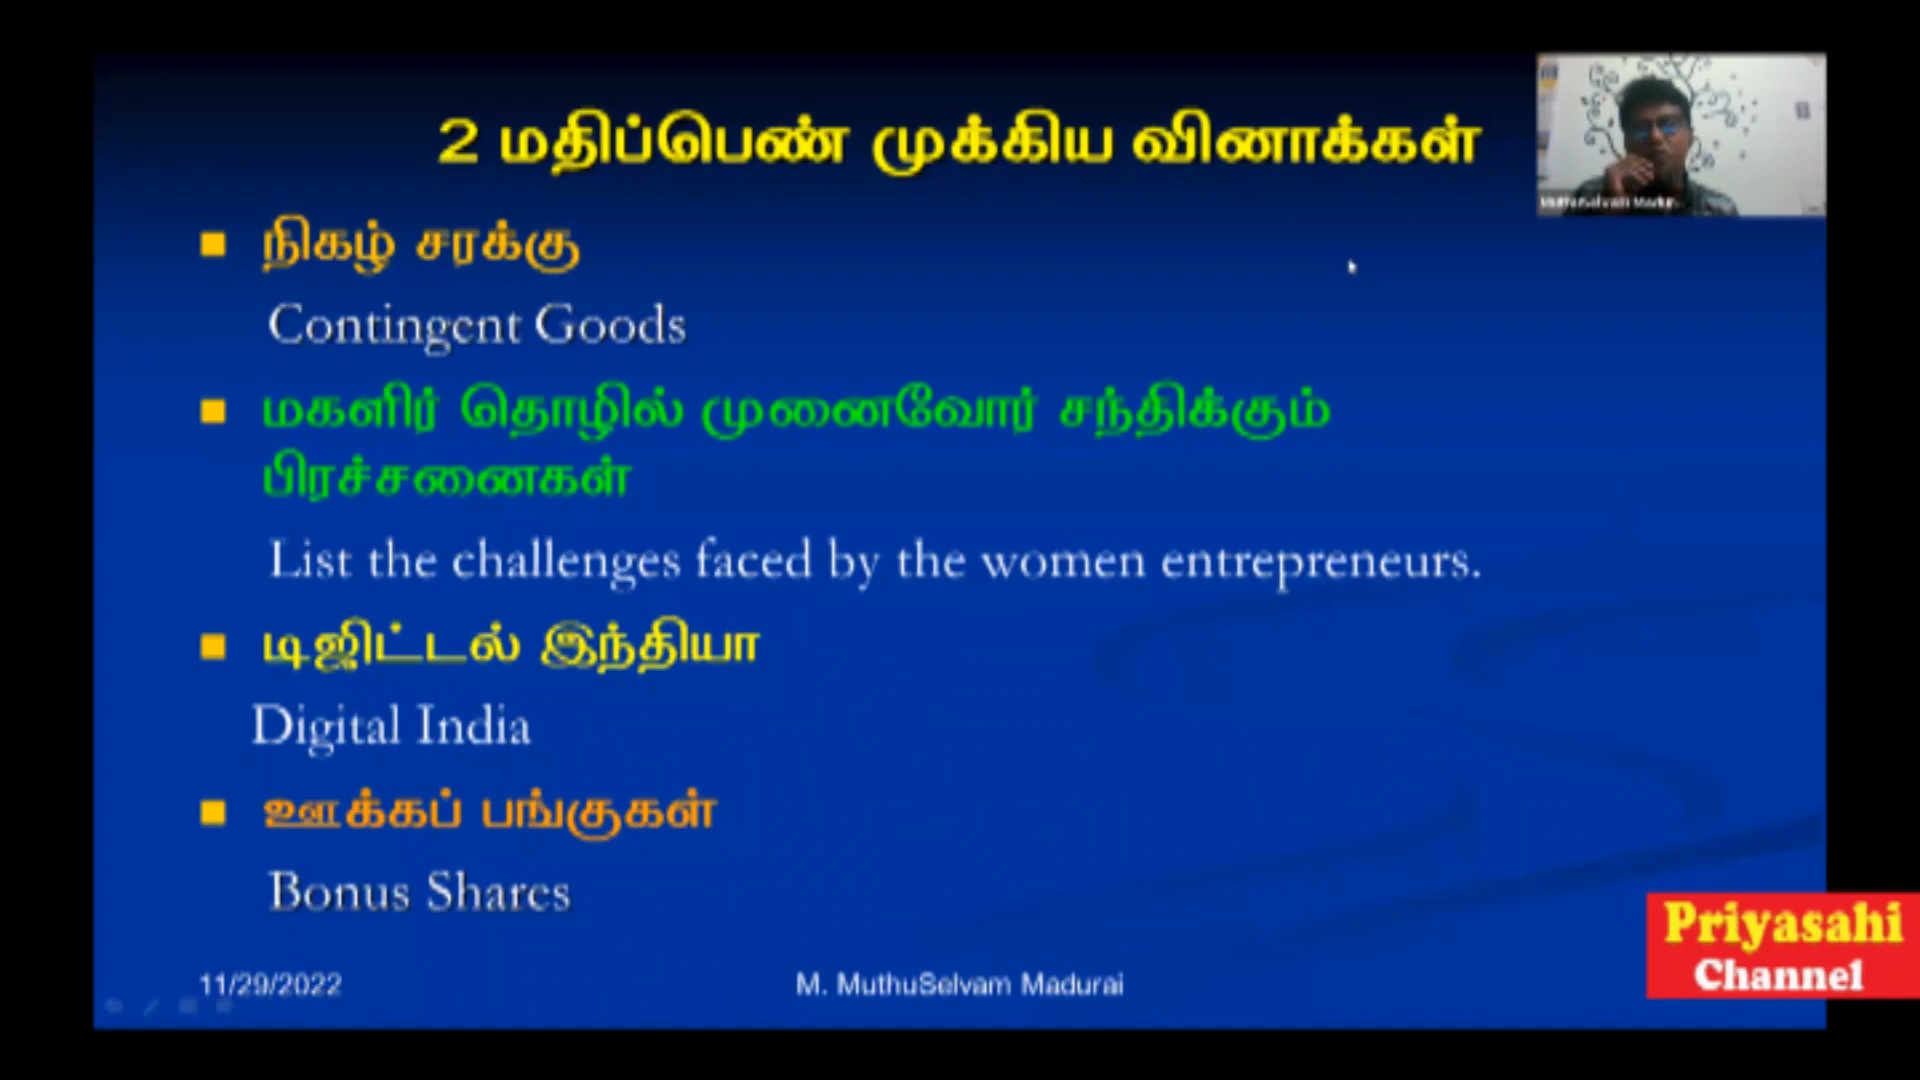 2 மதிப்பெண் முக்கிய வினாக்கள்
நிகழ் சரக்கு
Contingent Goods
மகளிர் தொழில் முனைவோர் சந்திக்கும்
பிரச்சனைகள்
List the challenges faced by the women entrepreneurs.
டிஜிட்டல் இந்தியா
Digital India
ஊக்கப் பங்குகள்
Bonus Shares
11/29/2022
M. MuthuSelvam Madurai
Priyasahi
Channel